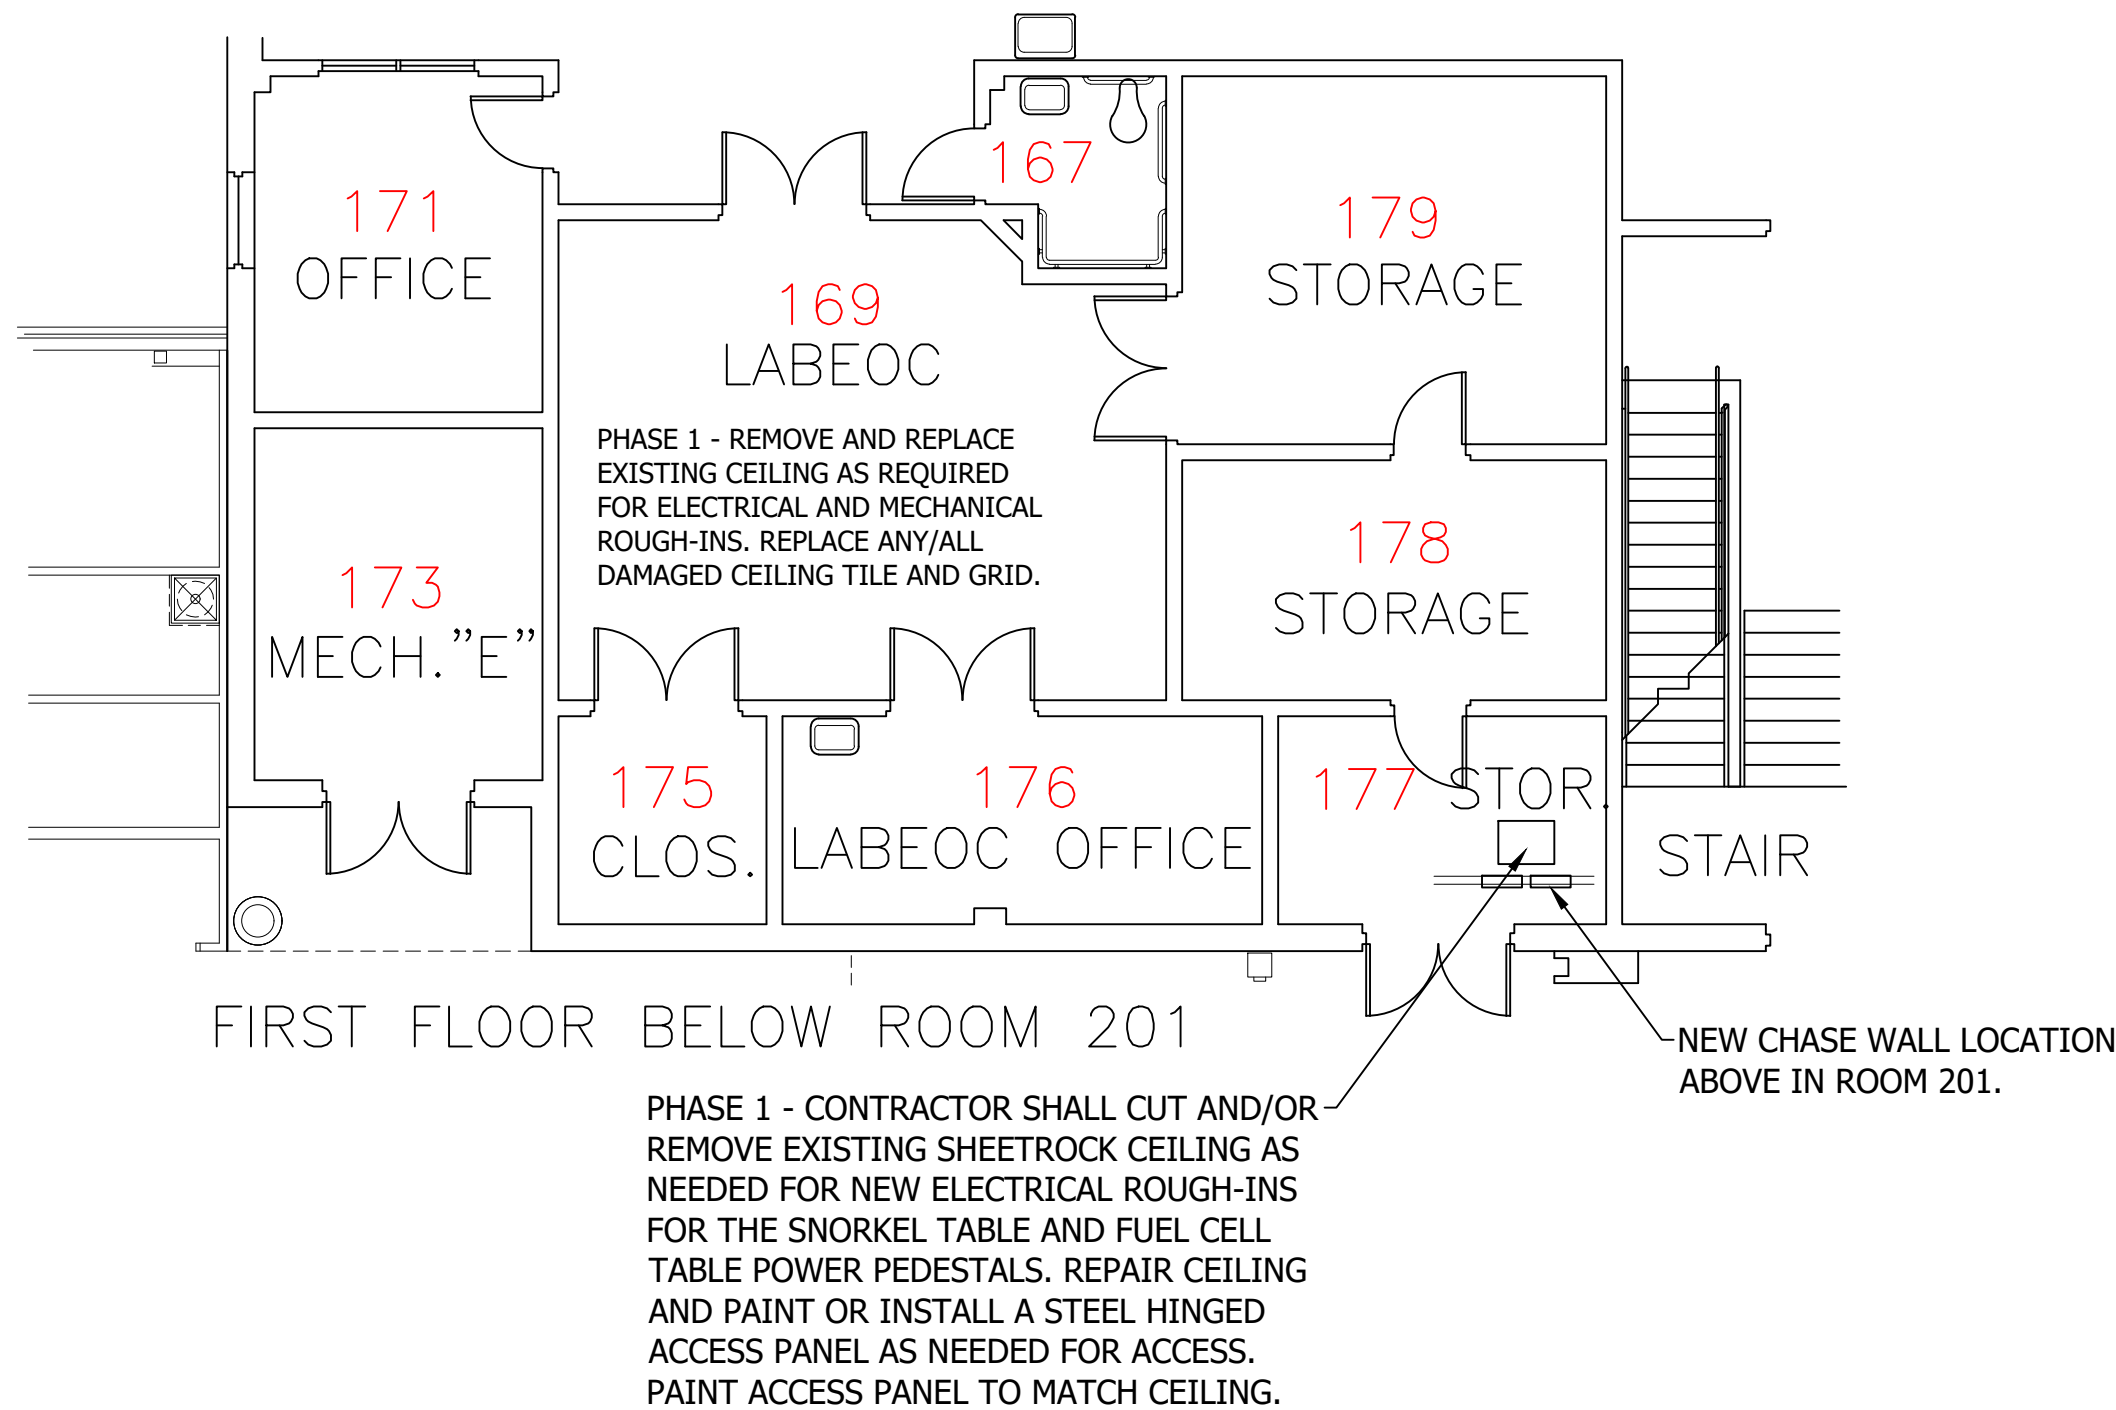 167
171
OFFICE
179
STORAGE
169
LABEOC
PHASE 1 - REMOVE AND REPLACE
EXISTING CEILING AS REQUIRED
FOR ELECTRICAL AND MECHANICAL
ROUGH-INS. REPLACE ANY/ALL
DAMAGED CEILING TILE AND GRID.
178
STORAGE
173
MECH."E"
175
CLOS.
176
LABEOC OFFICE
177 STOR.
STAIR
FIRST FLOOR BELOW ROOM 201
NEW CHASE WALL LOCATION
ABOVE IN ROOM 201.
PHASE 1 - CONTRACTOR SHALL CUT AND/OR
REMOVE EXISTING SHEETROCK CEILING AS
NEEDED FOR NEW ELECTRICAL ROUGH-INS
FOR THE SNORKEL TABLE AND FUEL CELL
TABLE POWER PEDESTALS. REPAIR CEILING
AND PAINT OR INSTALL A STEEL HINGED
ACCESS PANEL AS NEEDED FOR ACCESS.
PAINT ACCESS PANEL TO MATCH CEILING.